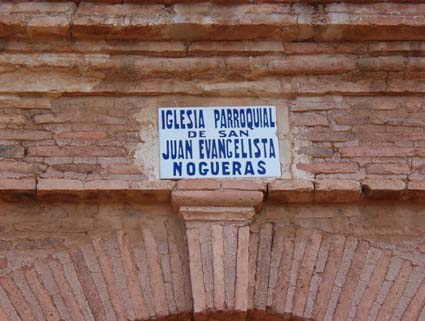 IGLESIA PARROQUIAL
DE SAN
JUAN EVANGELISTA
NOGUERAS